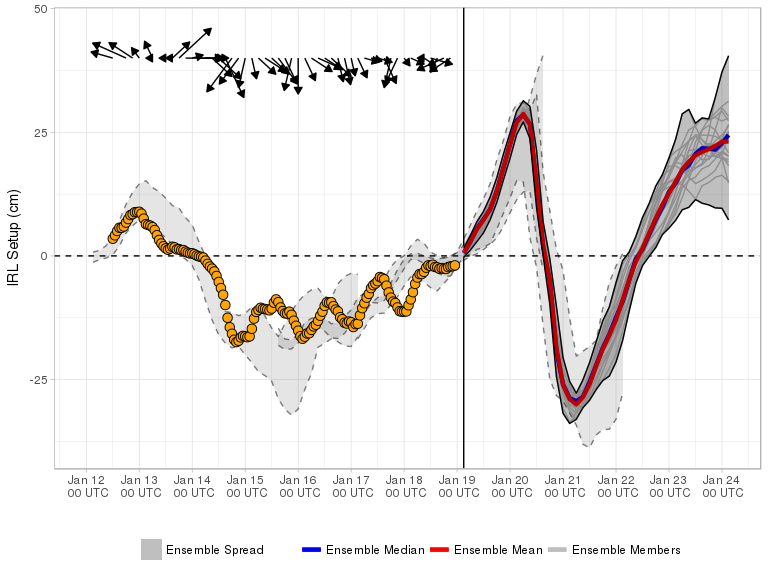 IRL Setup (cm)
50
25
0
-25
Jan 12 Jan 13 Jan 14 Jan 15 Jan 16 Jan 17 Jan 18 Jan 19 Jan 20 Jan 21 Jan 22 Jan 23 Jan 24
00 UTC 00 UTC 00 UTC 00 UTC 00 UTC 00 UTC 00 UTC 00 UTC 00 UTC 00 UTC 00 UTC 00 UTC 00 UTC
Ensemble Spread Ensemble Median Ensemble Mean Ensemble Members